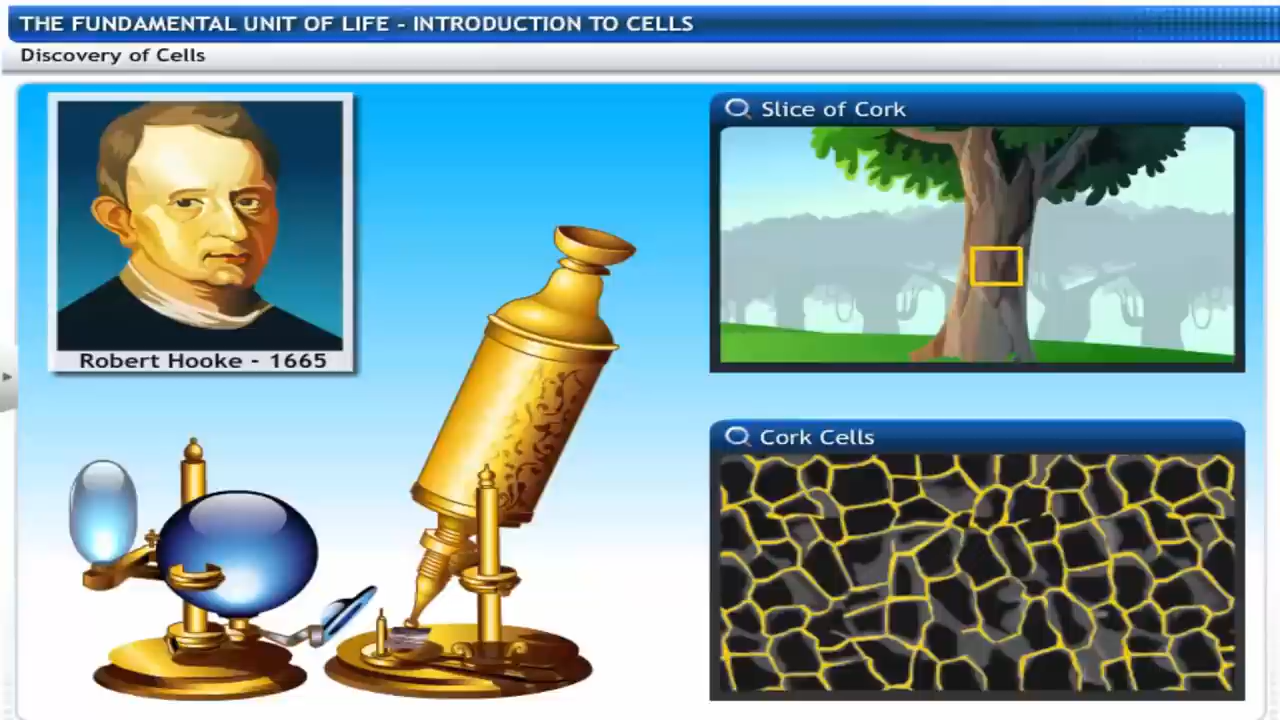 THE FUNDAMENTAL UNIT OF LIFE - INTRODUCTION TO CELLS
Discovery of Cells
Robert Hooke - 1665
Slice of Cork
Cork Cells